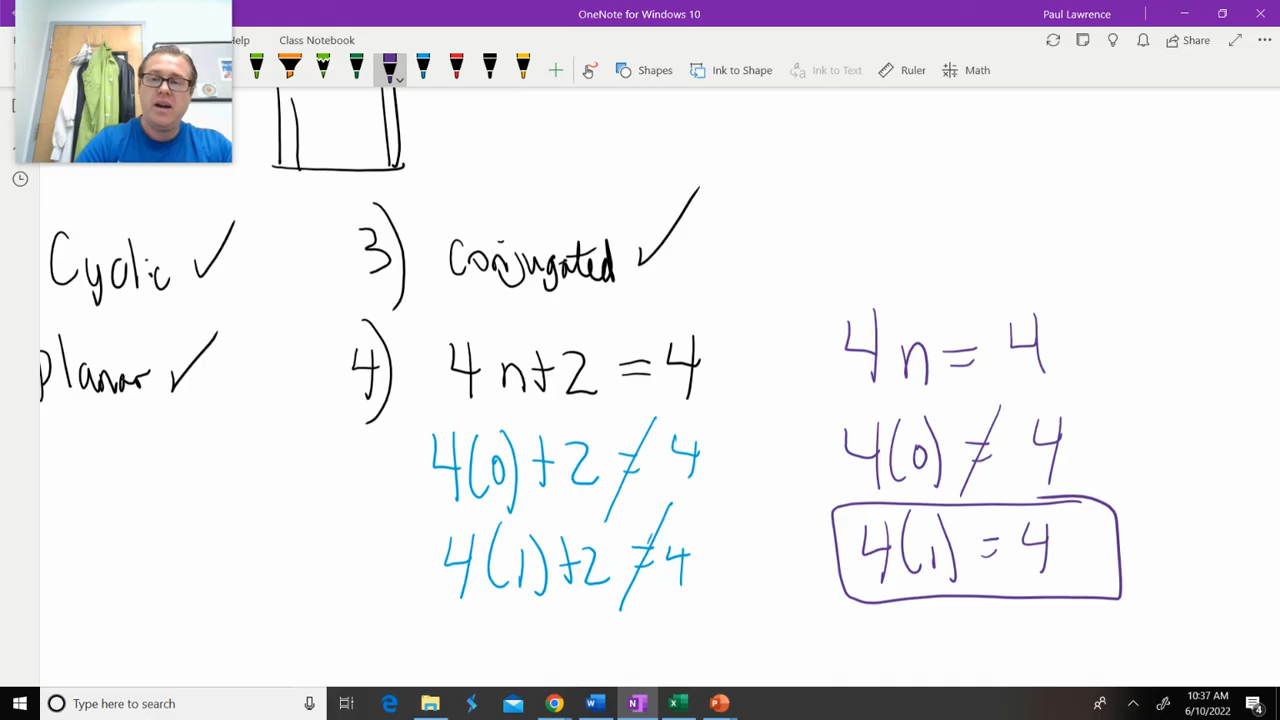 OneNote for Windows 10
Paul Lawrence
Help
Class Notebook
Share
Shapes
Ink to Shape
Ink to Text
Ruler
Math
Cyclic ✓
3) conjugated ✓
planar ✓
4) 4n+2 = 4
4(0)+2 ≠ 4
4(1)+2 ≠ 4
4n = 4
4(0) ≠ 4
4(1) = 4
Type here to search
10:37 AM
6/10/2022
4